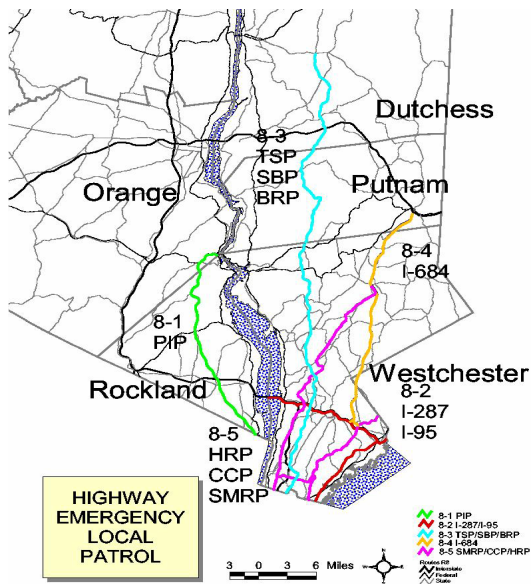 Dutchess
8-3
TSP
SBP
BRP
Orange
Putnam
8-4
I-684
8-1
PIP
Rockland
Westchester
8-2
I-287
I-95
8-5
HRP
CCP
SMRP
HIGHWAY
EMERGENCY
LOCAL
PATROL
3 0 3 6 Miles
8-1 PIP
8-2 I-287/I-95
8-3 TSP/SBP/BRP
8-4 I-684
8-5 SMRP/CCP/HRP
Routes R8
Interstate
Federal
State